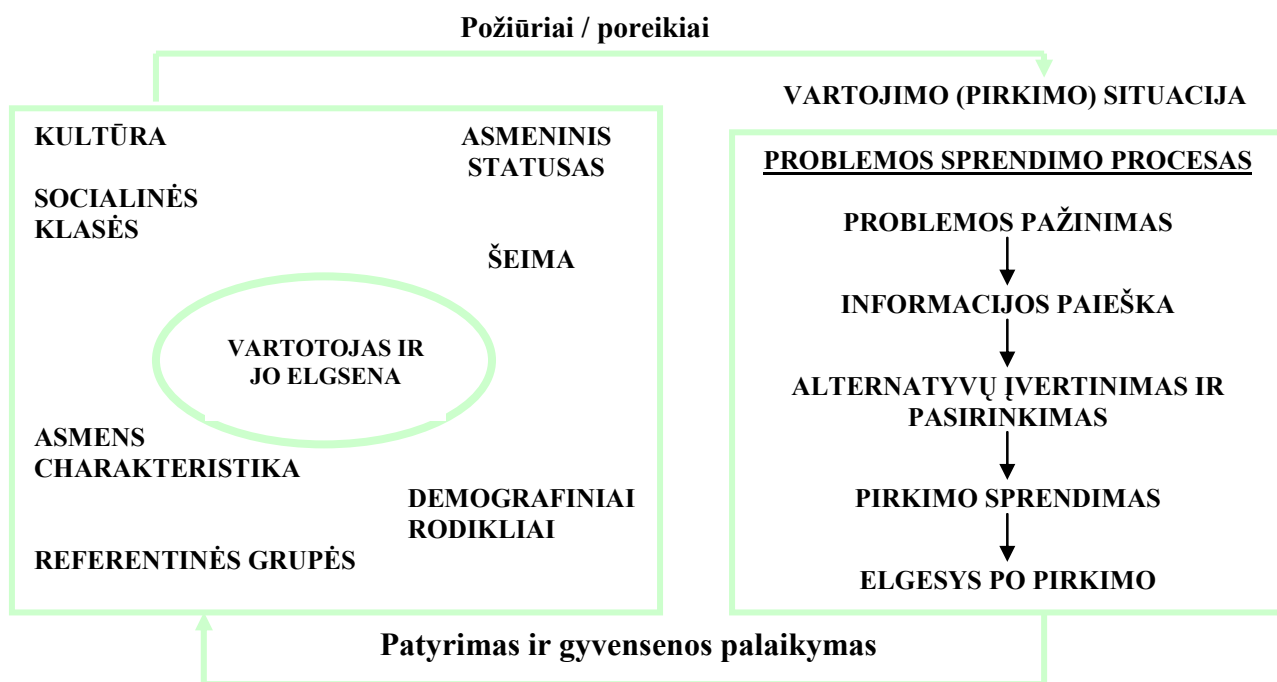 Požiūriai / poreikiai
KULTŪRA
SOCIALINĖS
KLASĖS
ASMENINIS
STATUSAS
ŠEIMA
VARTOTOJAS IR
JO ELGSENA
ASMENS
CHARAKTERISTIKA
DEMOGRAFINIAI
RODIKLIAI
REFERENTINĖS GRUPĖS
VARTOJIMO (PIRKIMO) SITUACIJA
PROBLEMOS SPRENDIMO PROCESAS
PROBLEMOS PAŽINIMAS
INFORMACIJOS PAIEŠKA
ALTERNATYVŲ ĮVERTINIMAS IR
PASIRINKIMAS
PIRKIMO SPRENDIMAS
ELGESYS PO PIRKIMO
Patyrimas ir gyvensenos palaikymas